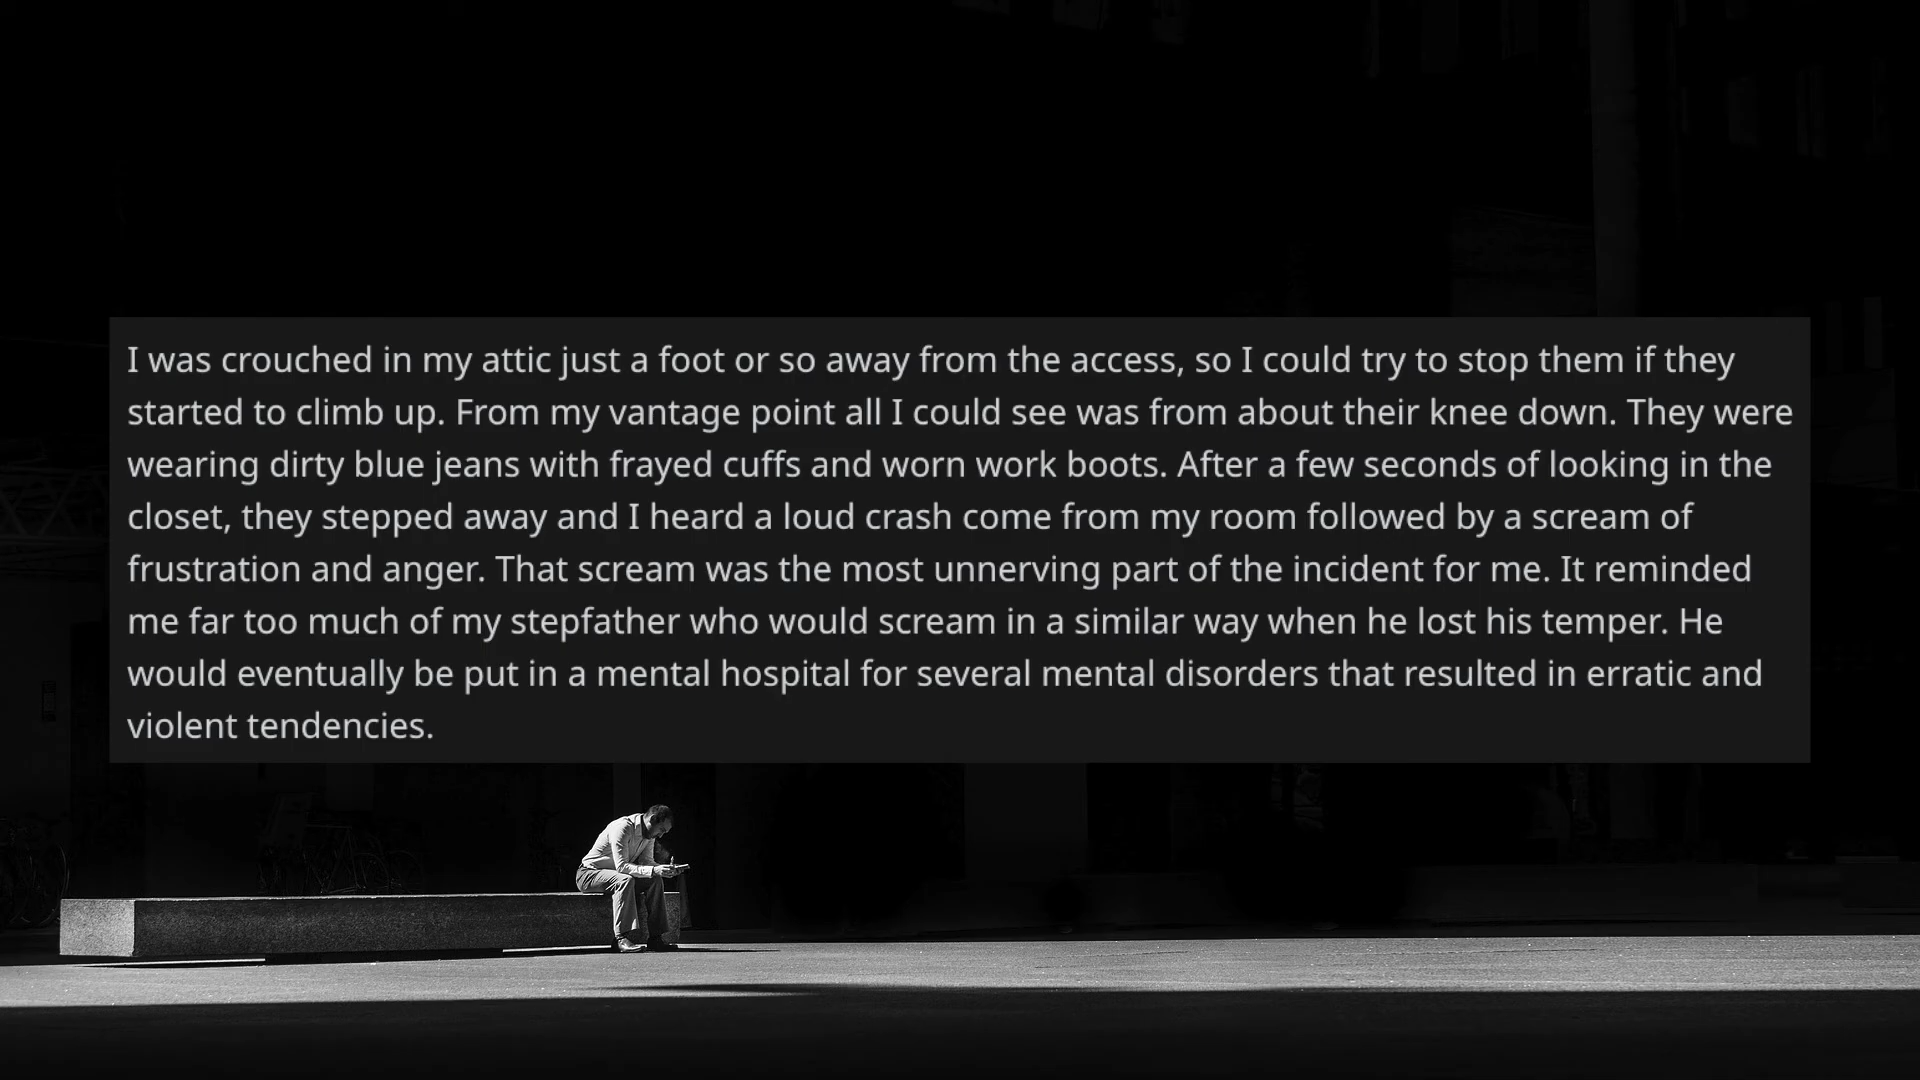 I was crouched in my attic just a foot or so away from the access, so I could try to stop them if they
started to climb up. From my vantage point all I could see was from about their knee down. They were
wearing dirty blue jeans with frayed cuffs and worn work boots. After a few seconds of looking in the
closet, they stepped away and I heard a loud crash come from my room followed by a scream of
frustration and anger. That scream was the most unnerving part of the incident for me. It reminded
me far too much of my stepfather who would scream in a similar way when he lost his temper. He
would eventually be put in a mental hospital for several mental disorders that resulted in erratic and
violent tendencies.